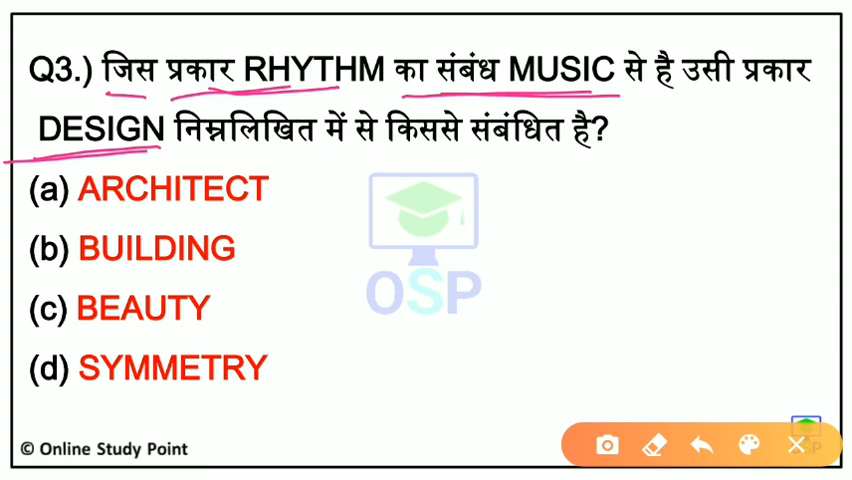 Q3.) जिस प्रकार RHYTHM का संबंध MUSIC से है उसी प्रकार
DESIGN निम्नलिखित में से किससे संबंधित है?
(a) ARCHITECT
(b) BUILDING
(c) BEAUTY
(d) SYMMETRY
OSP
© Online Study Point